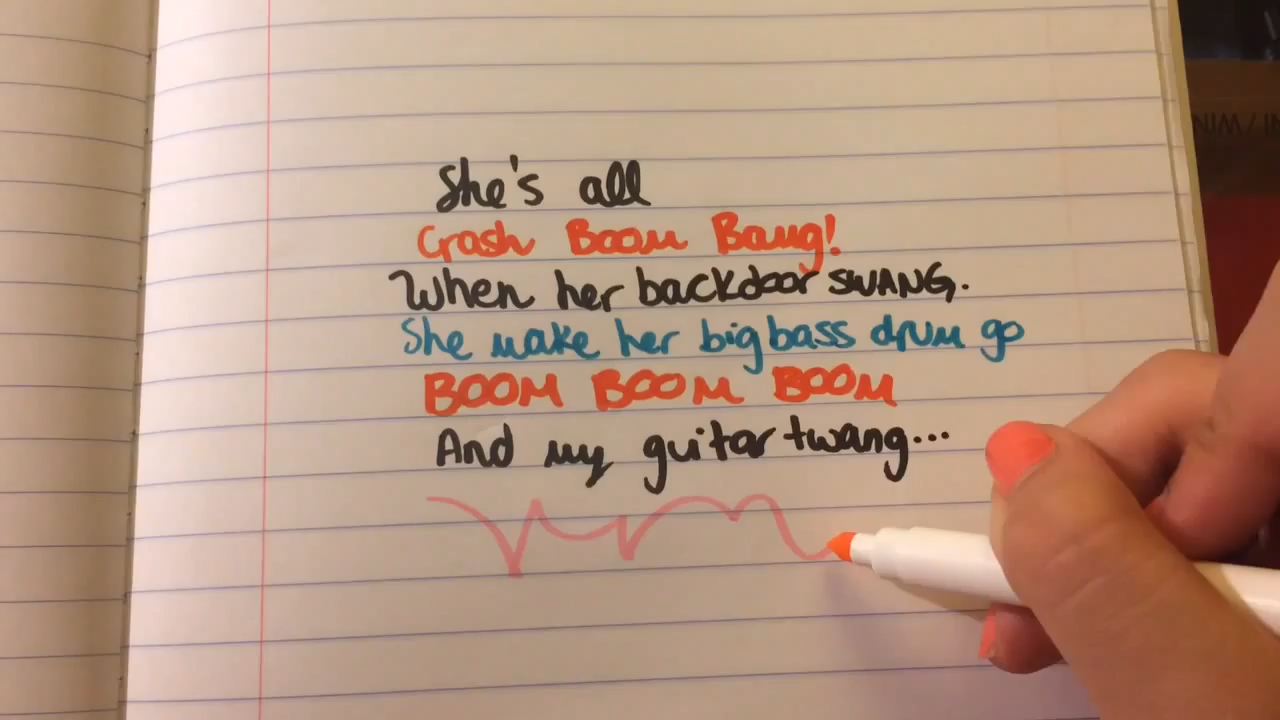 She's all
Crash Boom Bang!
When her backdoor SWANG.
She make her big bass drum go
BOOM BOOM BOOM
And my guitar twang...